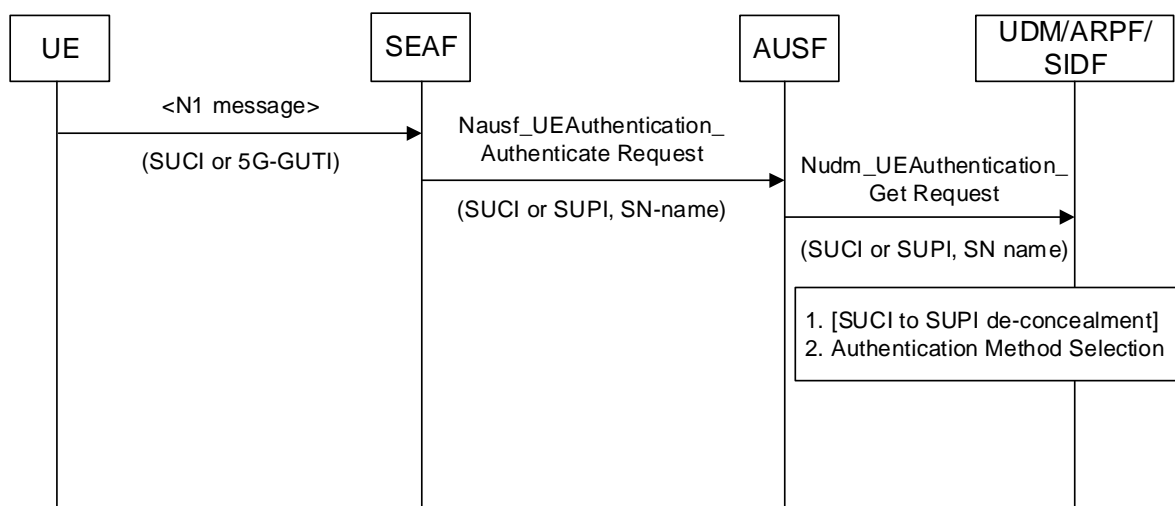 UE
SEAF
AUSF
UDM/ARPF/
SIDF
<N1 message>
(SUCI or 5G-GUTI)
Nausf_UEAuthentication_
Authenticate Request
(SUCI or SUPI, SN-name)
Nudm_UEAuthentication_
Get Request
(SUCI or SUPI, SN name)
1. [SUCI to SUPI de-concealment]
2. Authentication Method Selection